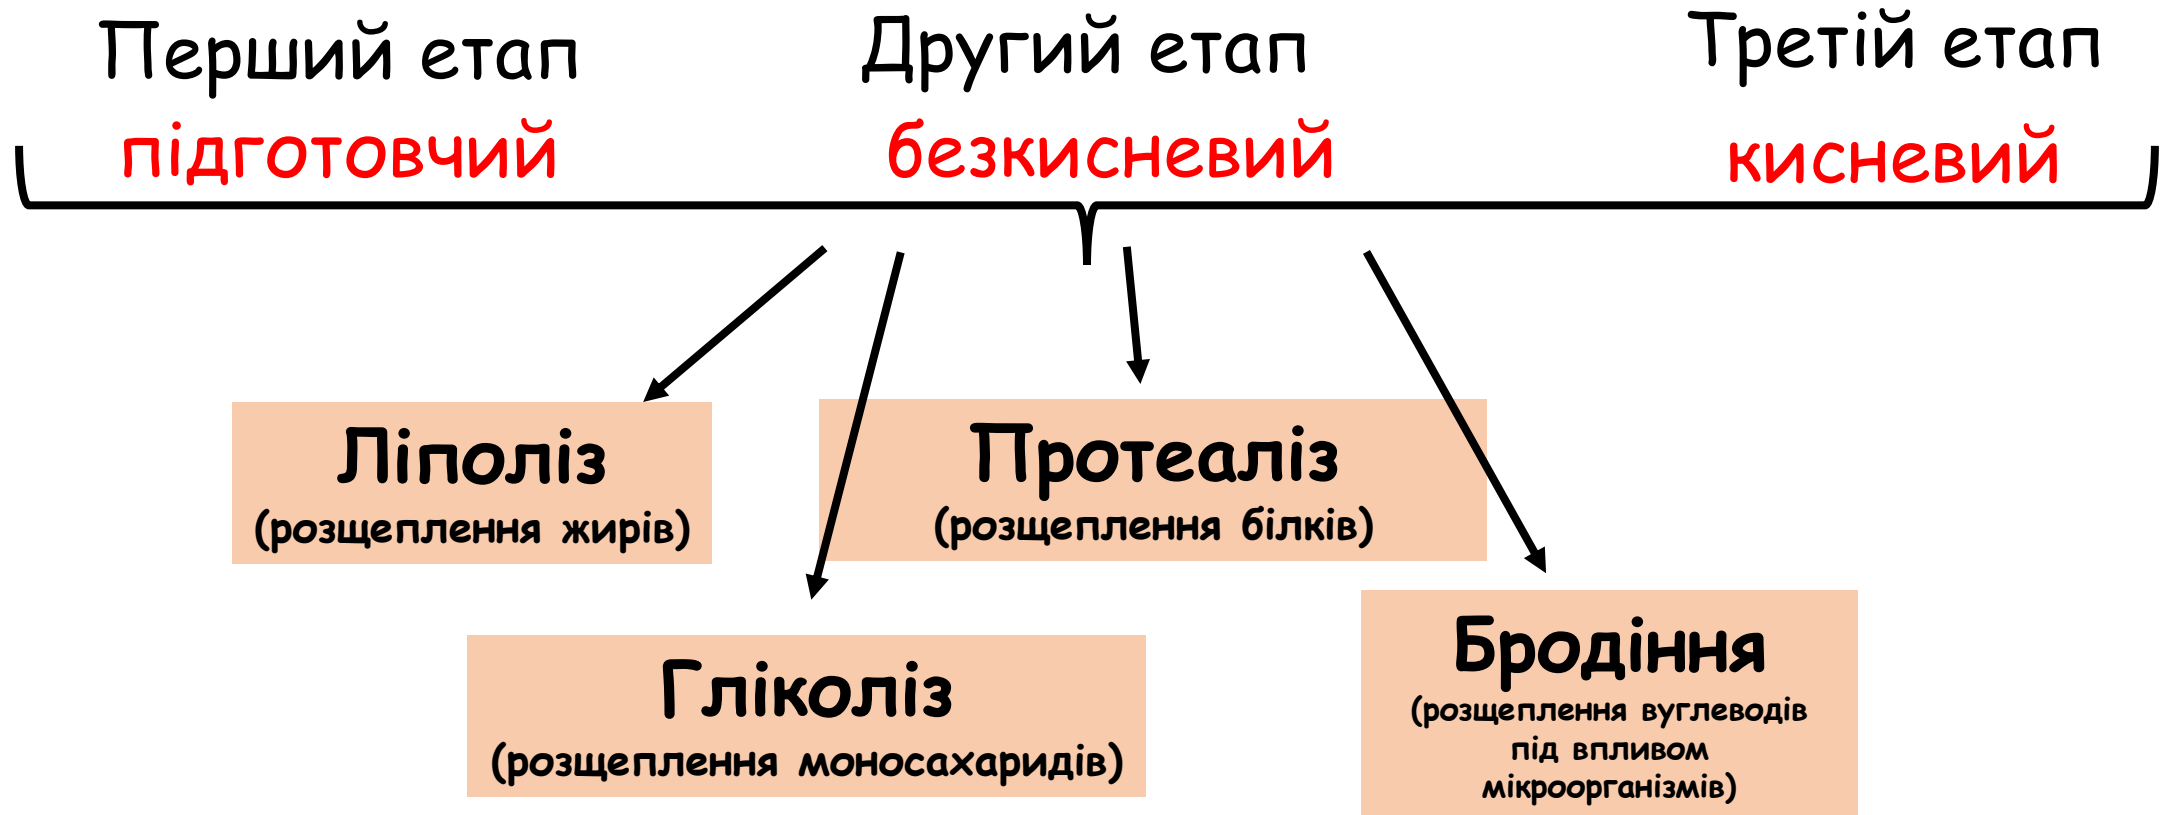 Перший етап
підготовчий
Другий етап
безкисневий
Третій етап
кисневий
Ліполіз
(розщеплення жирів)
Протеаліз
(розщеплення білків)
Гліколіз
(розщеплення моносахаридів)
Бродіння
(розщеплення вуглеводів
під впливом
мікроорганізмів)